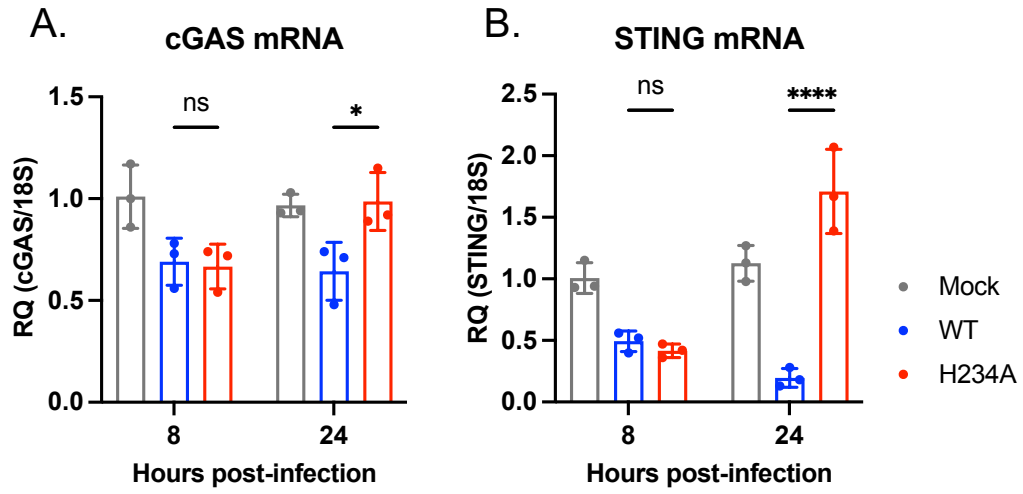 A.
cGAS mRNA
RQ (cGAS/18S)
1.5
1.0
0.5
0.0
ns
*
8
24
Hours post-infection
B.
STING mRNA
RQ (STING/18S)
2.5
2.0
1.5
1.0
0.5
0.0
ns
****
8
24
Hours post-infection
Mock
WT
H234A